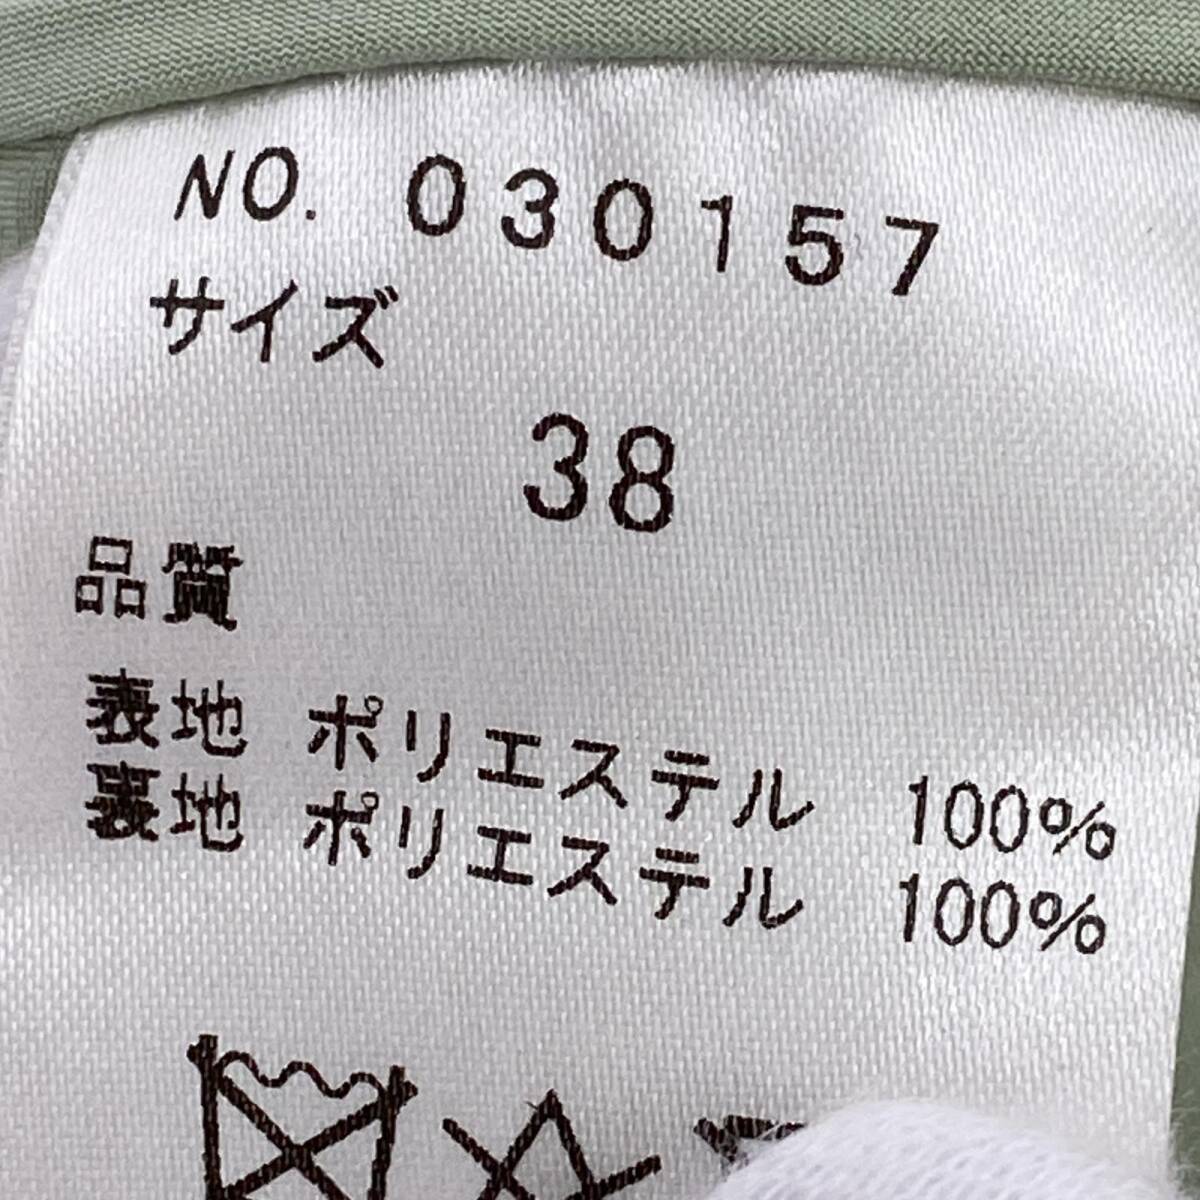 NO. 030157
サイズ
38
品質
表地 ポリエステル 100%
裏地 ポリエステル 100%